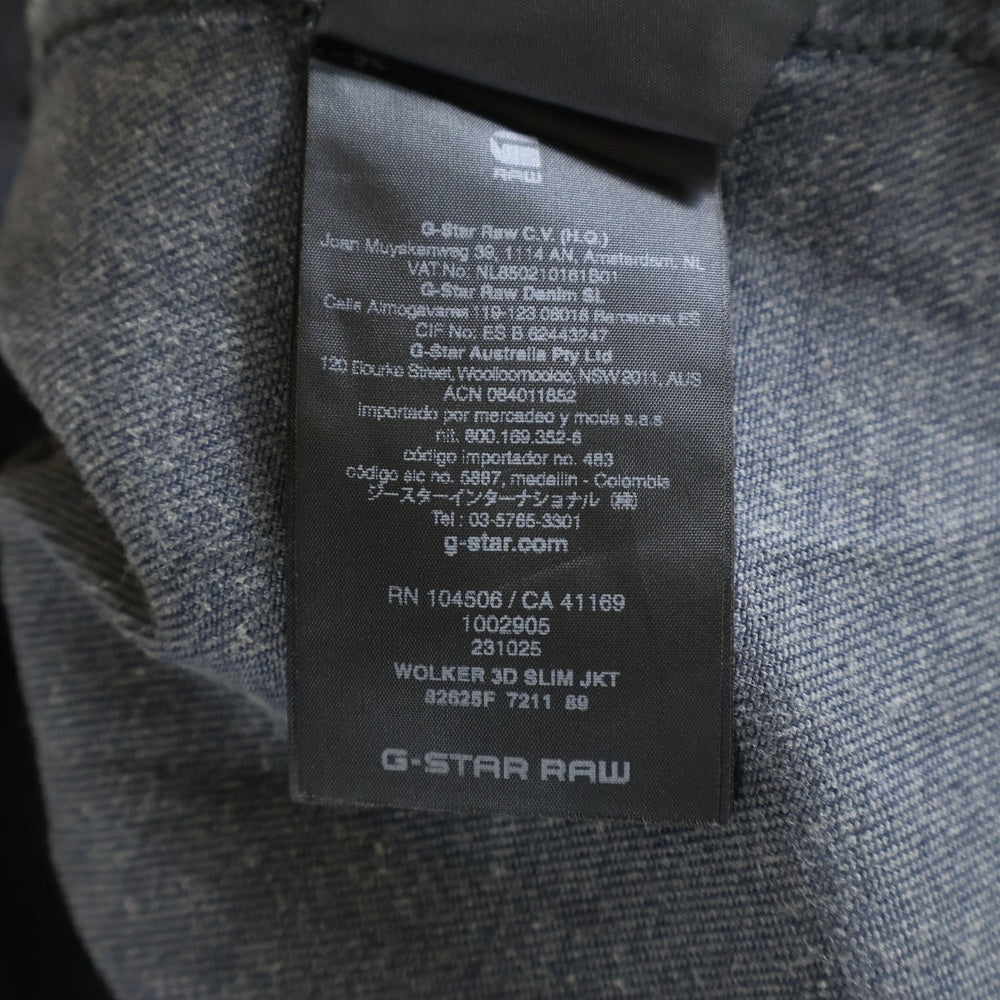 RAW
G-Star Raw C.V. (H.Q.)
Joan Muyskenweg 39, 1114 AN, Amsterdam, NL
VAT No. NL850210161B01
G-Star Raw Denim SL
Calle Almogavares 119-123 08018 Barcelona, ES
CIF No. ES B 62443247
G-Star Australia Pty Ltd
120 Bourke Street, Woolloomooloo, NSW 2011, AUS
ACN 084011852
importado por mercadeo y moda s.a.s
nit. 800.169.352-6
código importador no. 483
código sic no. 5897, medellin - Colombia
ジースターインターナショナル (株)
Tel : 03-5765-3301
g-star.com
RN 104506 / CA 41169
1002905
231025
WOLKER 3D SLIM JKT
82625F 7211 89
G-STAR RAW